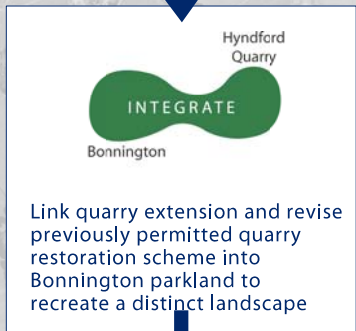 Hyndford
Quarry
INTEGRATE
Bonnington
Link quarry extension and revise
previously permitted quarry
restoration scheme into
Bonnington parkland to
recreate a distinct landscape